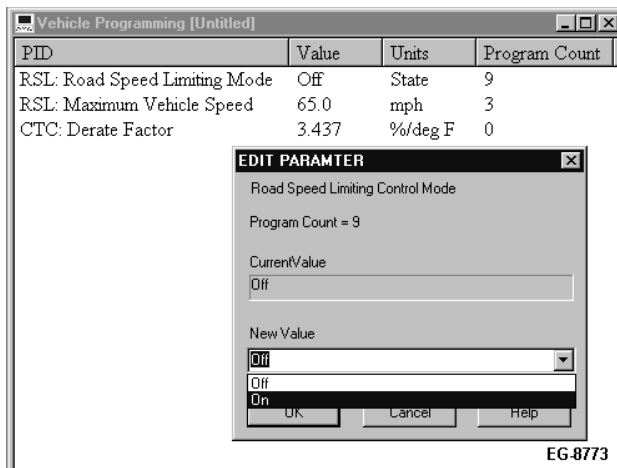 Vehicle Programming [Untitled]
PID Value Units Program Count
RSL: Road Speed Limiting Mode Off State 9
RSL: Maximum Vehicle Speed 65.0 mph 3
CTC: Derate Factor 3.437 %/deg F 0
EDIT PARAMTER
Road Speed Limiting Control Mode
Program Count = 9
CurrentValue
Off
New Value
Off
Off
On
OK Cancel Help
EG-8773